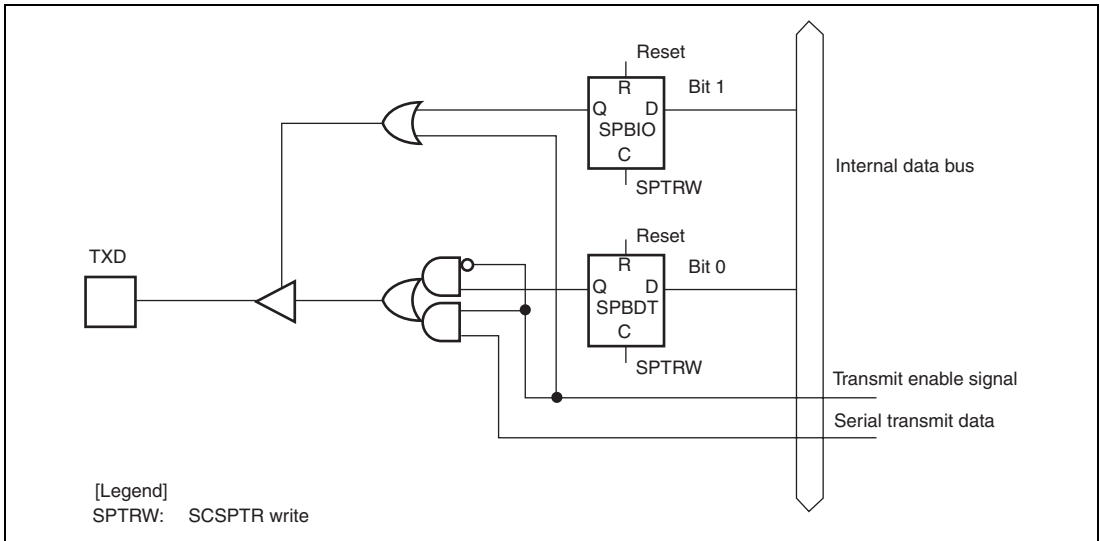 Reset
R
Bit 1
Q D
SPBIO
C
SPTRW
Internal data bus
Reset
R
Bit 0
TXD
Q D
SPBDT
C
SPTRW
Transmit enable signal
Serial transmit data
[Legend]
SPTRW: SCSPTR write